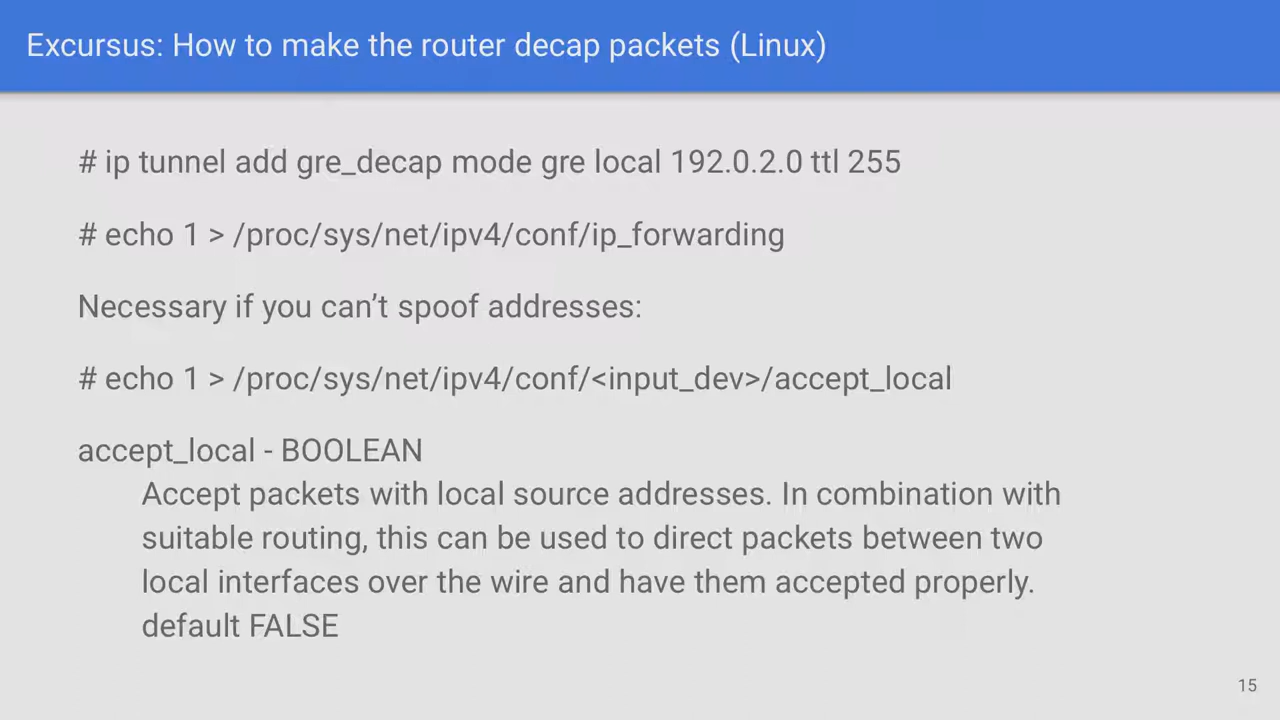 Excursus: How to make the router decap packets (Linux)
# ip tunnel add gre_decap mode gre local 192.0.2.0 ttl 255
# echo 1 > /proc/sys/net/ipv4/conf/ip_forwarding
Necessary if you can’t spoof addresses:
# echo 1 > /proc/sys/net/ipv4/conf/<input_dev>/accept_local
accept_local - BOOLEAN
Accept packets with local source addresses. In combination with
suitable routing, this can be used to direct packets between two
local interfaces over the wire and have them accepted properly.
default FALSE
15